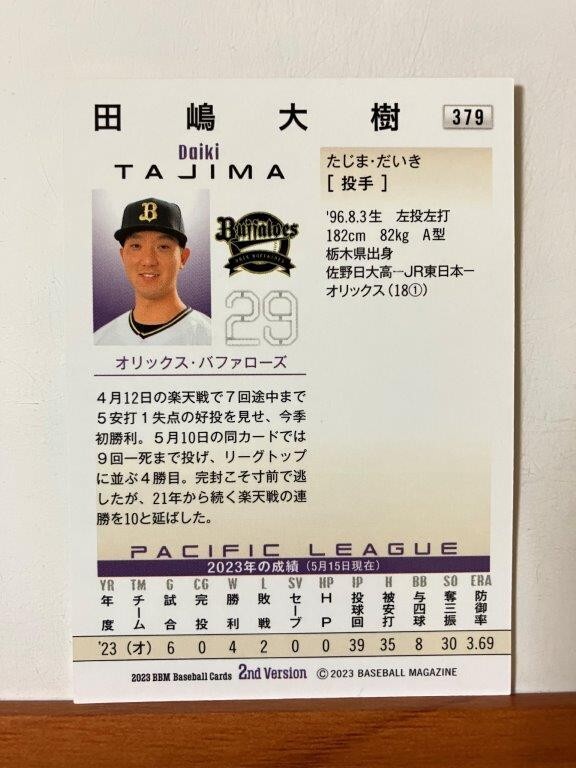 田嶋大樹
379
Daiki
TAJIMA
たじま・だいき
[ 投手 ]
'96.8.3生 左投左打
182cm 82kg A型
栃木県出身
佐野日大高―JR東日本―
オリックス(18①)
B
Buffaloes
ORIX BUFFALOES
29
オリックス・バファローズ
4月12日の楽天戦で7回途中まで
5安打1失点の好投を見せ、今季
初勝利。5月10日の同カードでは
9回一死まで投げ、リーグトップ
に並ぶ4勝目。完封こそ寸前で逃
したが、21年から続く楽天戦の連
勝を10と延ばした。
PACIFIC LEAGUE
2023年の成績(5月15日現在)
YR TM G CG W L SV HP IP H BB SO ERA
年度 チーム 試合 完投 勝利 敗戦 セーブ HP 投球回 被安打 与四球 奪三振 防御率
'23 (オ) 6 0 4 2 0 0 39 35 8 30 3.69
2023 BBM Baseball Cards 2nd Version ©2023 BASEBALL MAGAZINE